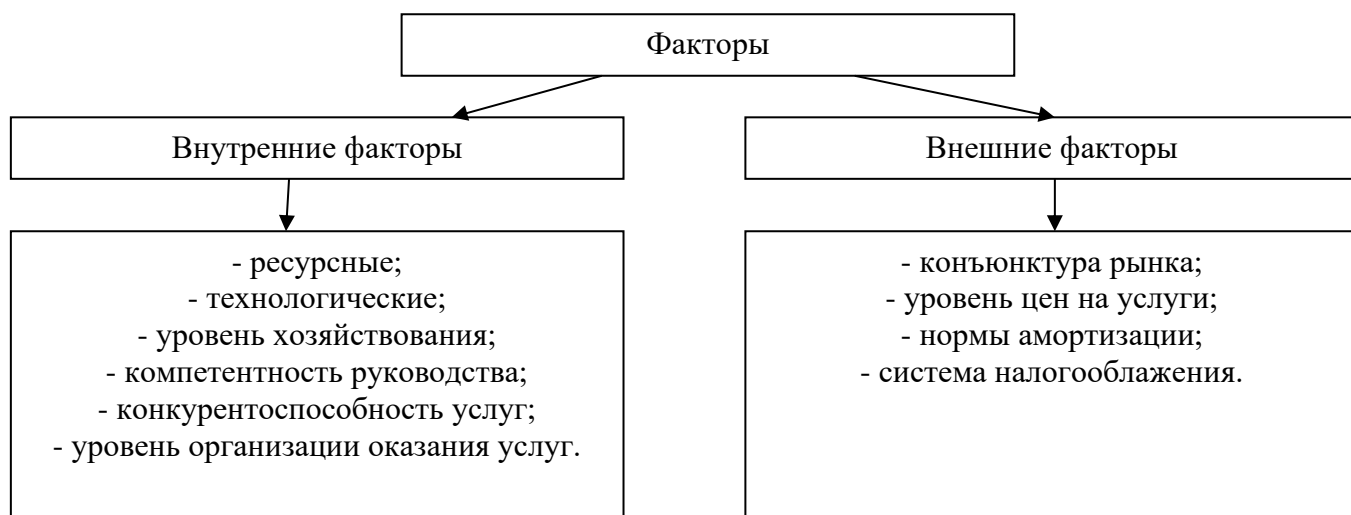 Факторы
Внутренние факторы
Внешние факторы
- ресурсные;
- технологические;
- уровень хозяйствования;
- компетентность руководства;
- конкурентоспособность услуг;
- уровень организации оказания услуг.
- конъюнктура рынка;
- уровень цен на услуги;
- нормы амортизации;
- система налогооблажения.